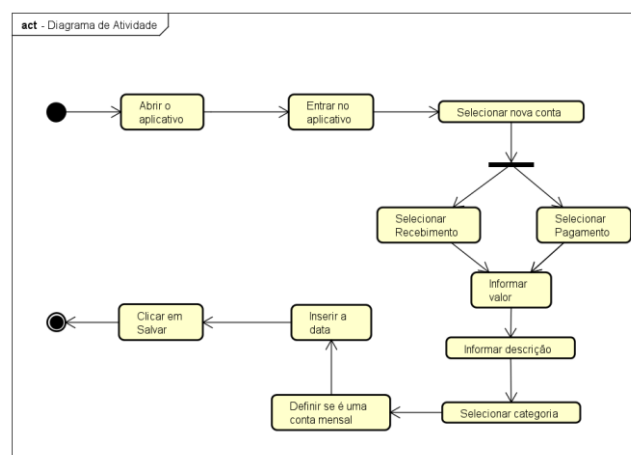 act - Diagrama de Atividade
Abrir o
aplicativo
Entrar no
aplicativo
Selecionar nova conta
Selecionar
Recebimento
Selecionar
Pagamento
Informar
valor
Informar descrição
Selecionar categoria
Definir se é uma
conta mensal
Inserir a
data
Clicar em
Salvar